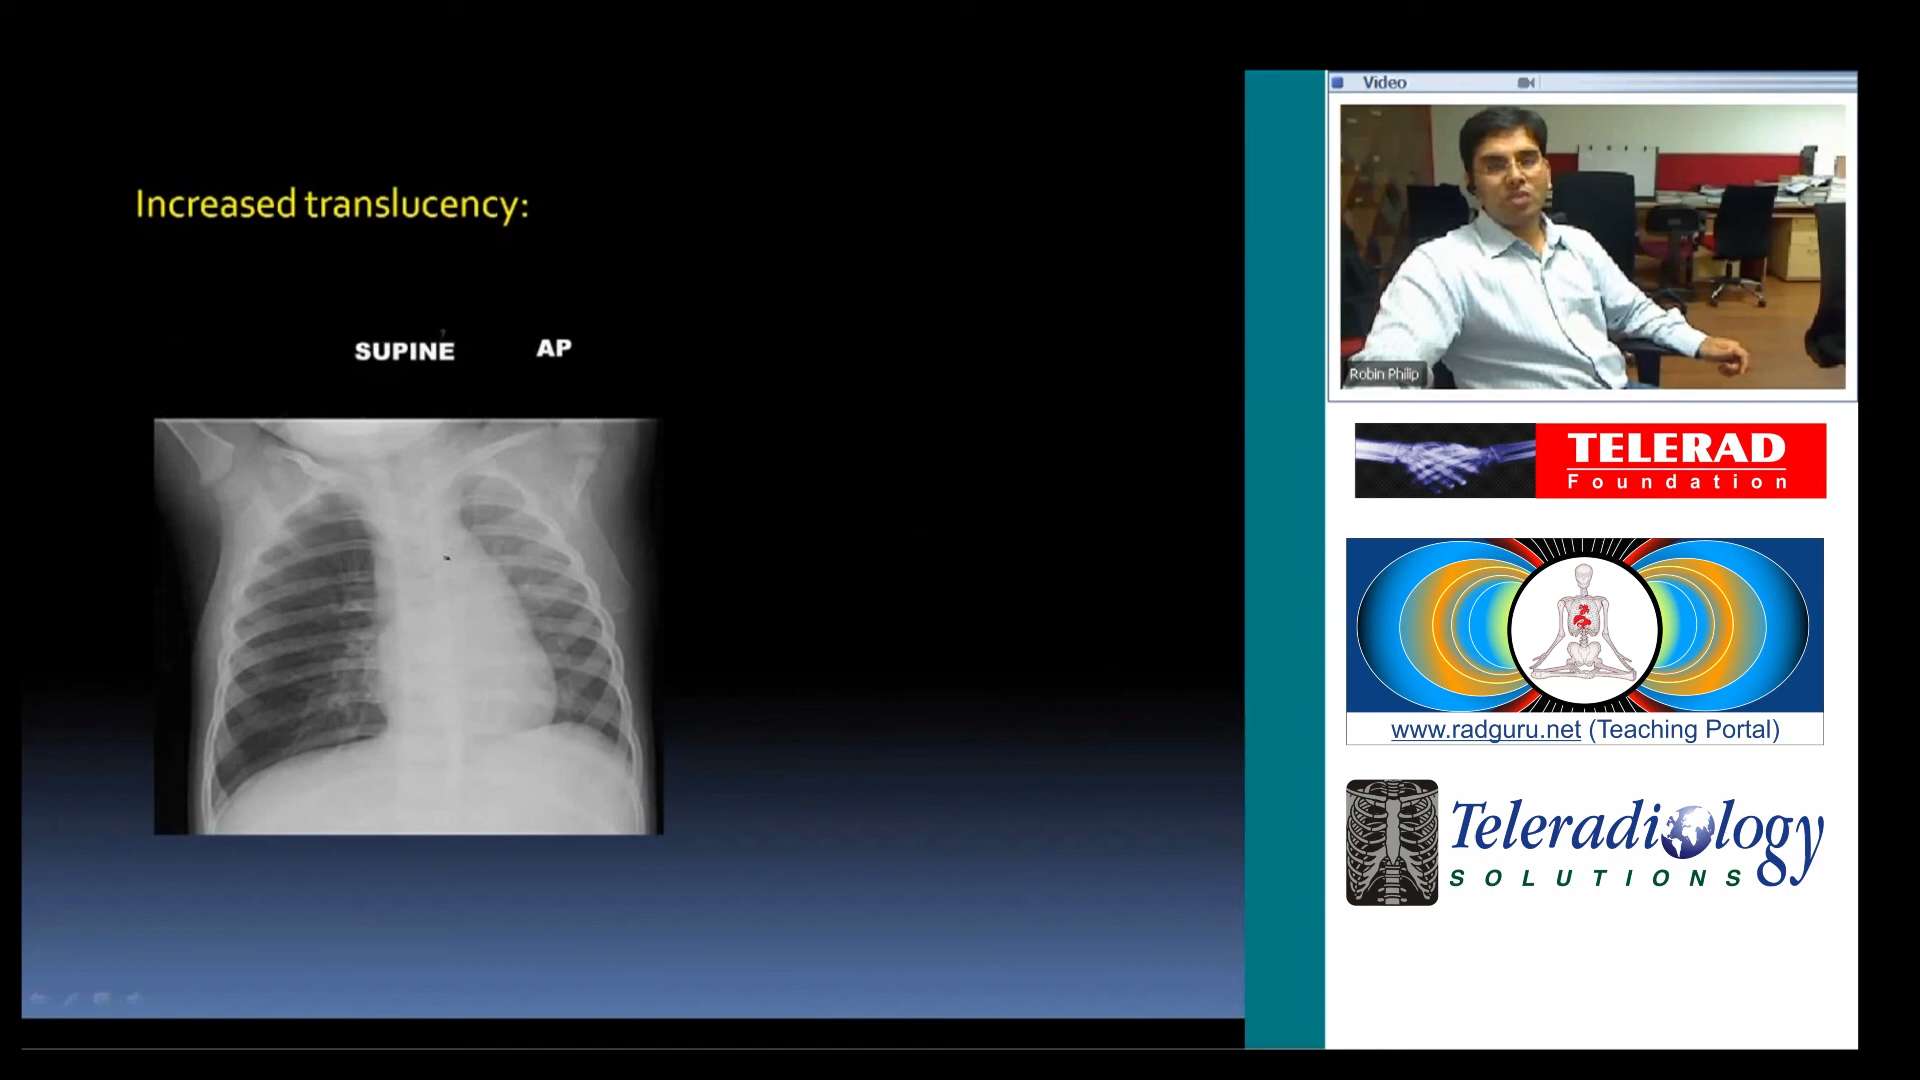 Increased translucency:
SUPINE
AP
Video
Robin Philip
TELERAD
Foundation
www.radguru.net (Teaching Portal)
Teleradiology
SOLUTIONS